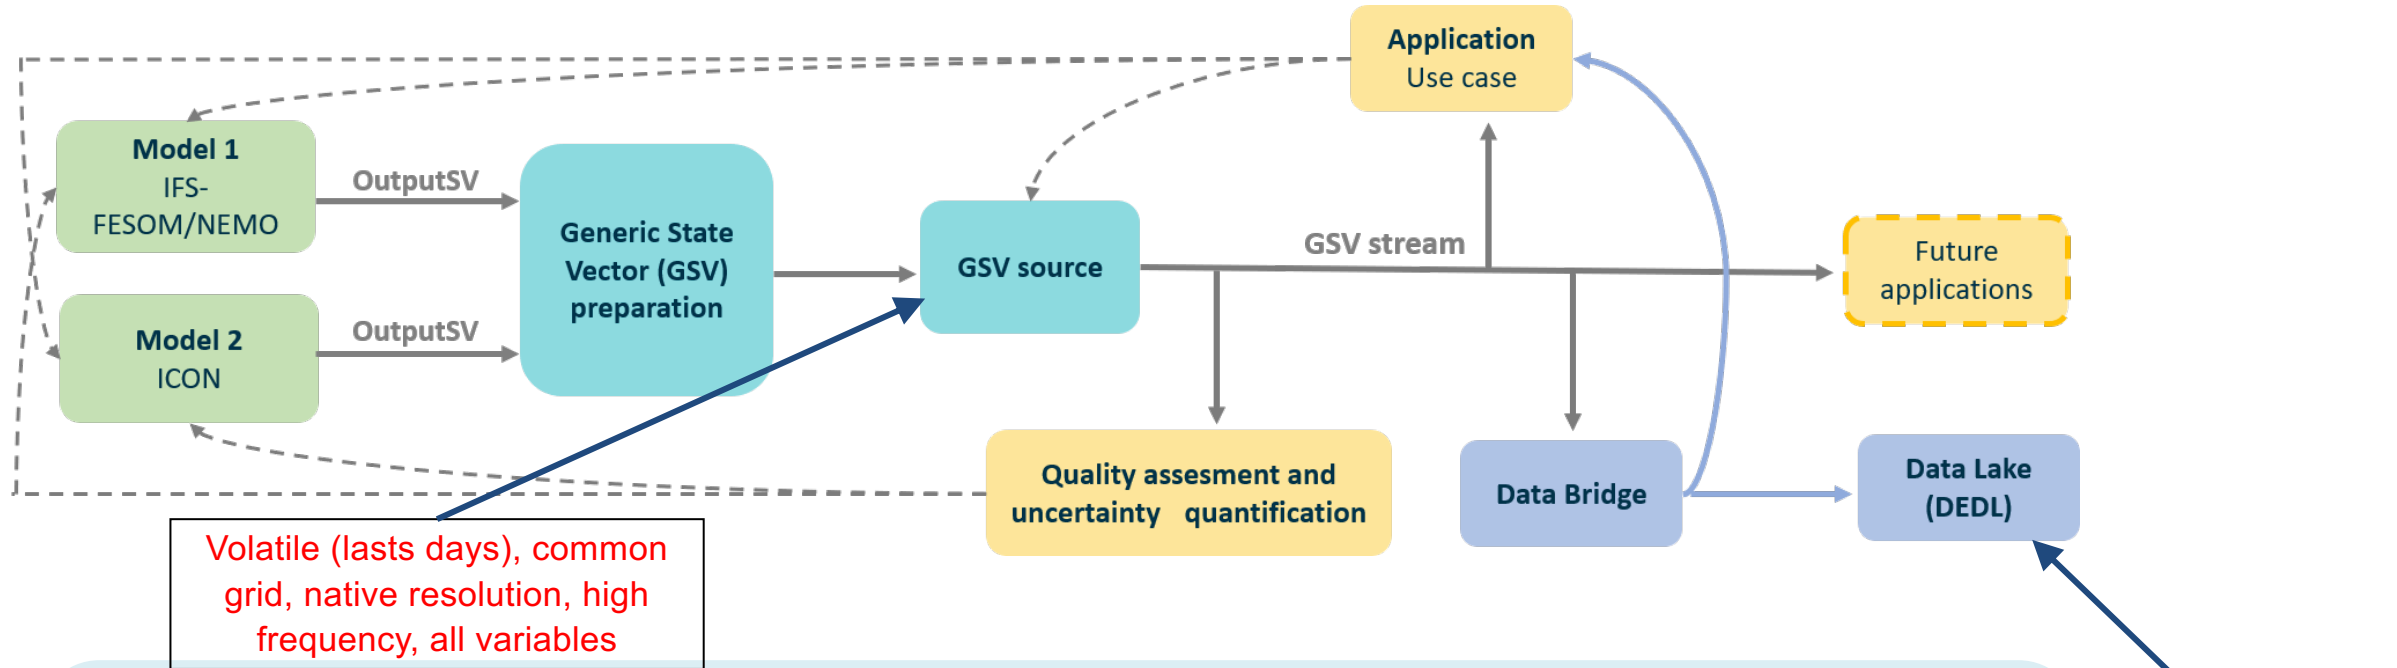 Application
Use case
Model 1
IFS-
FESOM/NEMO
OutputSV
Generic State
Vector (GSV)
preparation
GSV source
GSV stream
Future
applications
Model 2
ICON
OutputSV
Quality assesment and
uncertainty quantification
Data Bridge
Data Lake
(DEDL)
Volatile (lasts days), common
grid, native resolution, high
frequency, all variables